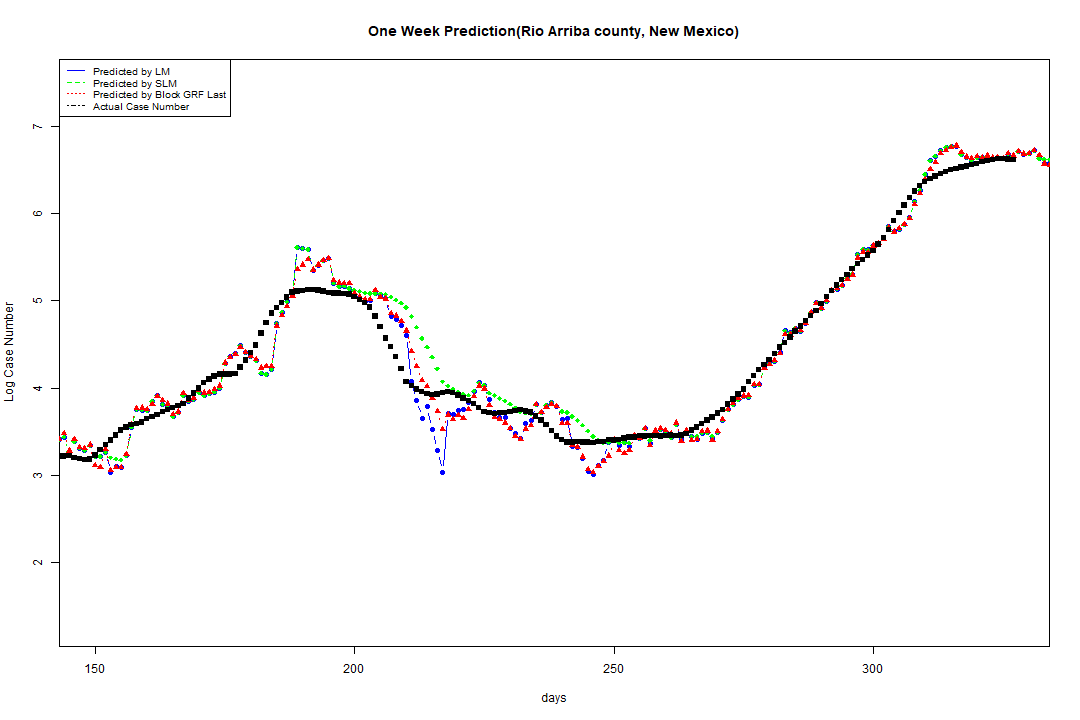 One Week Prediction(Rio Arriba county, New Mexico)
Predicted by LM
Predicted by SLM
Predicted by Block GRF Last
Actual Case Number
7
6
5
4
3
2
Log Case Number
150 200 250 300
days